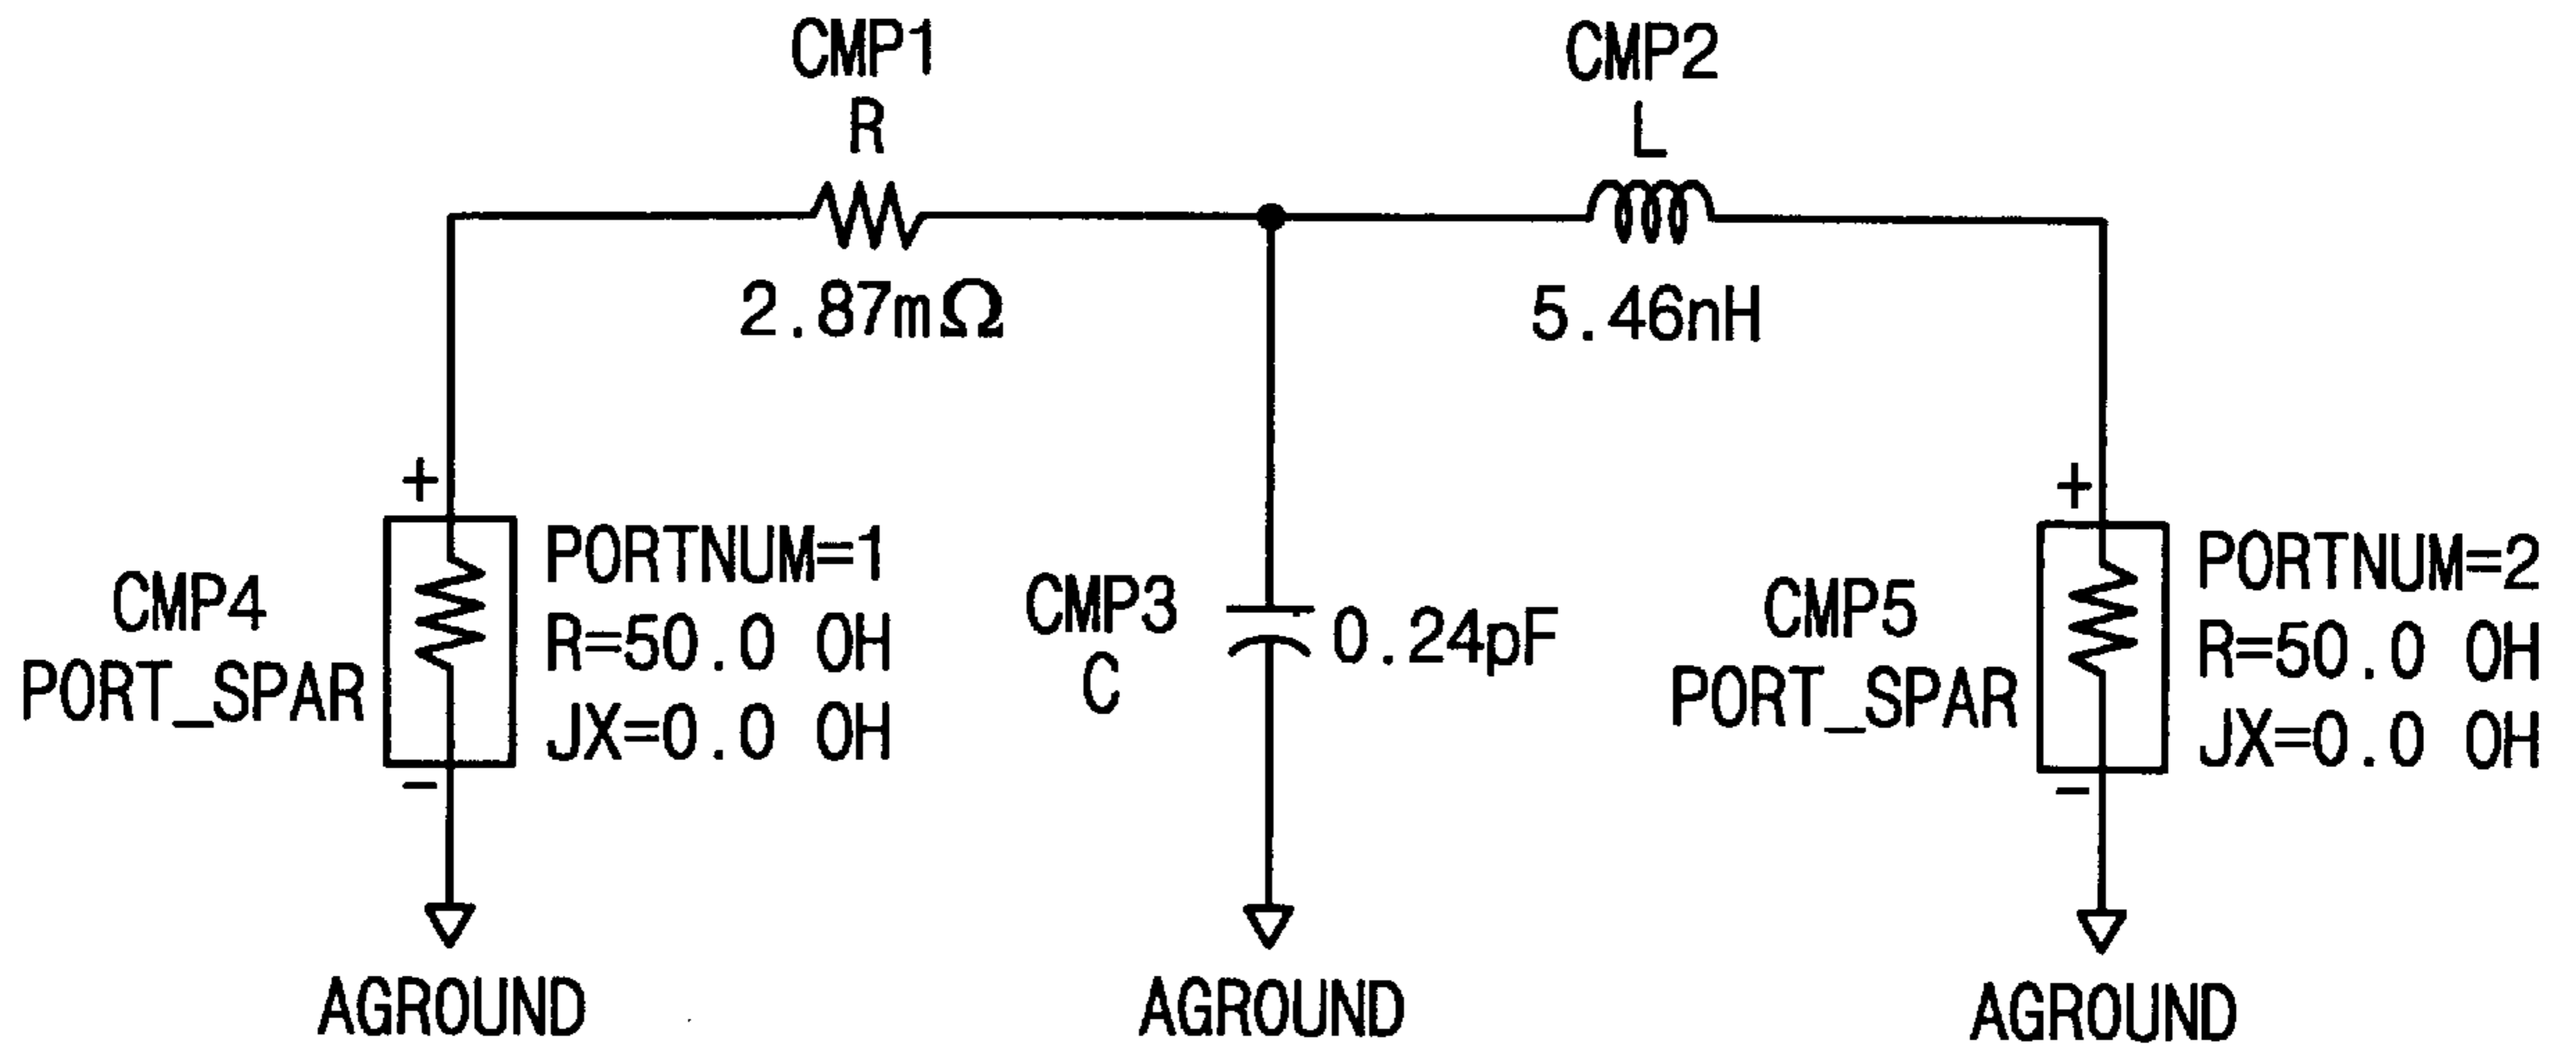 CMP1
R
2.87mΩ
CMP2
L
5.46nH
+
CMP4
PORT_SPAR
PORTNUM=1
R=50.0 OH
JX=0.0 OH
-
AGROUND
CMP3
C
0.24pF
AGROUND
+
CMP5
PORT_SPAR
PORTNUM=2
R=50.0 OH
JX=0.0 OH
-
AGROUND